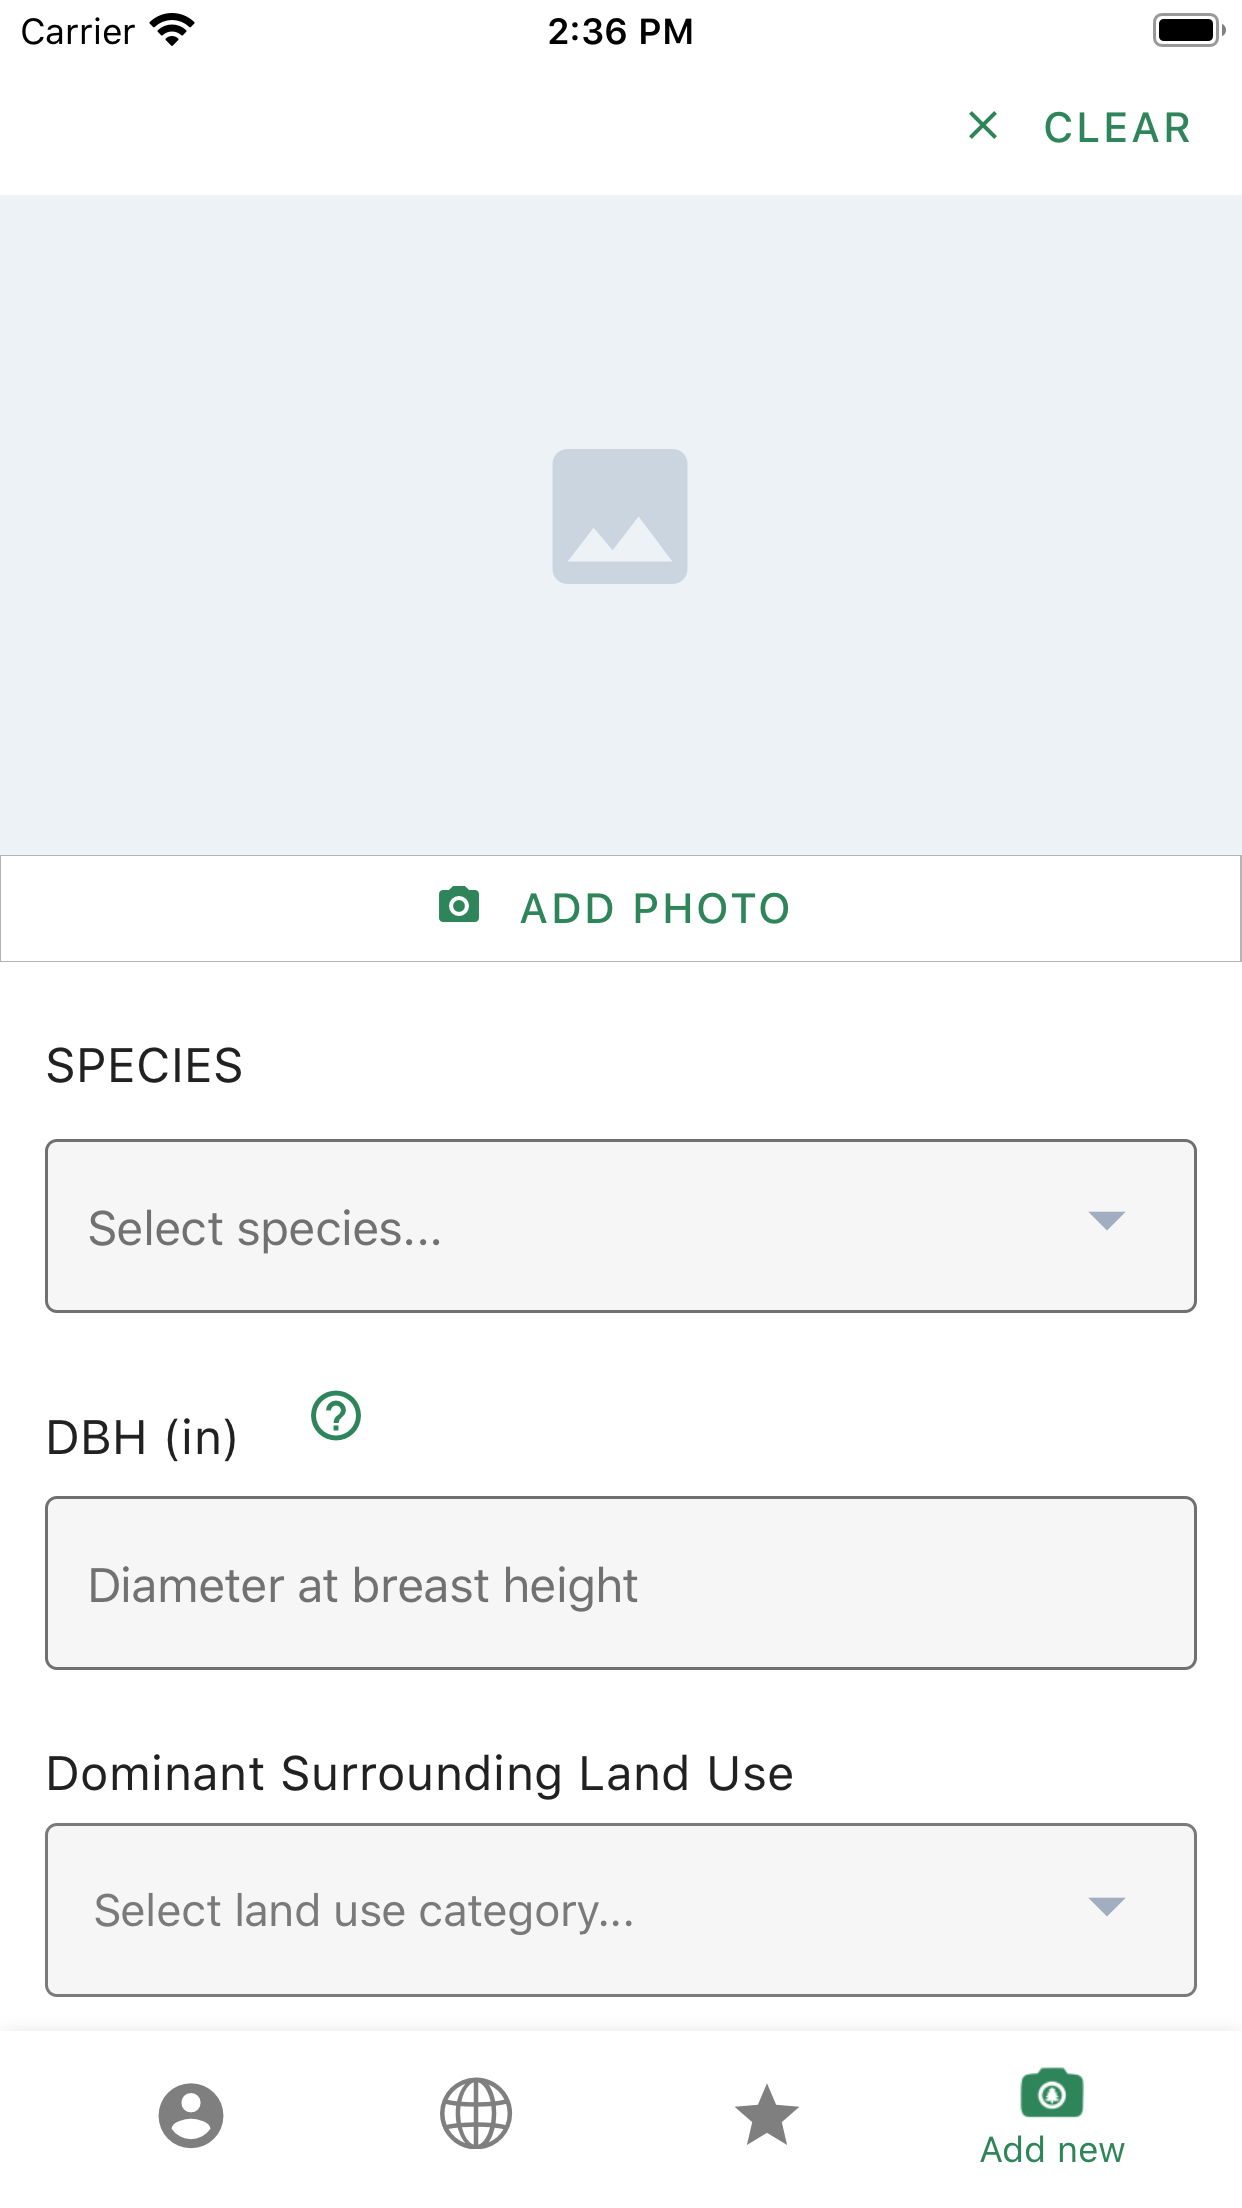 Carrier 2:36 PM
CLEAR
ADD PHOTO
SPECIES
Select species...
DBH (in)
Diameter at breast height
Dominant Surrounding Land Use
Select land use category...
Add new